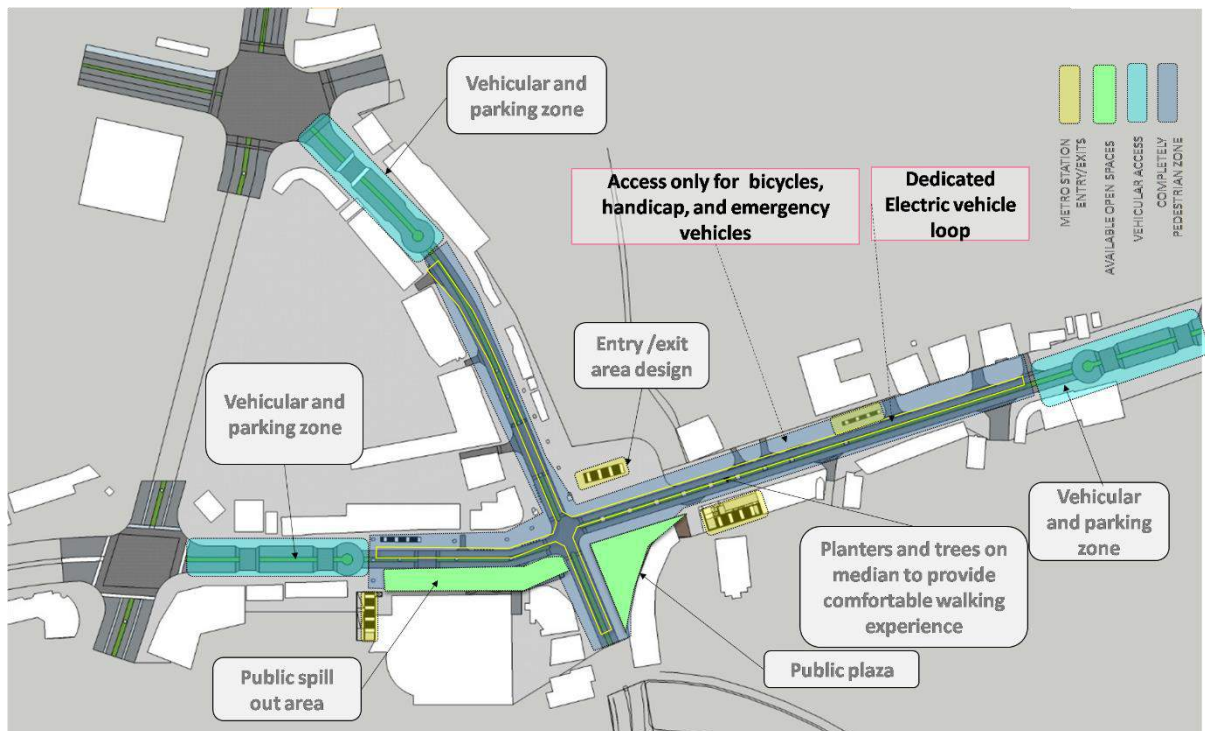 Vehicular and
parking zone
Access only for bicycles,
handicap, and emergency
vehicles
Dedicated
Electric vehicle
loop
METRO STATION
ENTRY/EXITS
AVAILABLE OPEN SPACES
VEHICULAR ACCESS
COMPLETELY
PEDESTRIAN ZONE
Entry /exit
area design
Vehicular and
parking zone
Vehicular
and parking
zone
Planters and trees on
median to provide
comfortable walking
experience
Public spill
out area
Public plaza